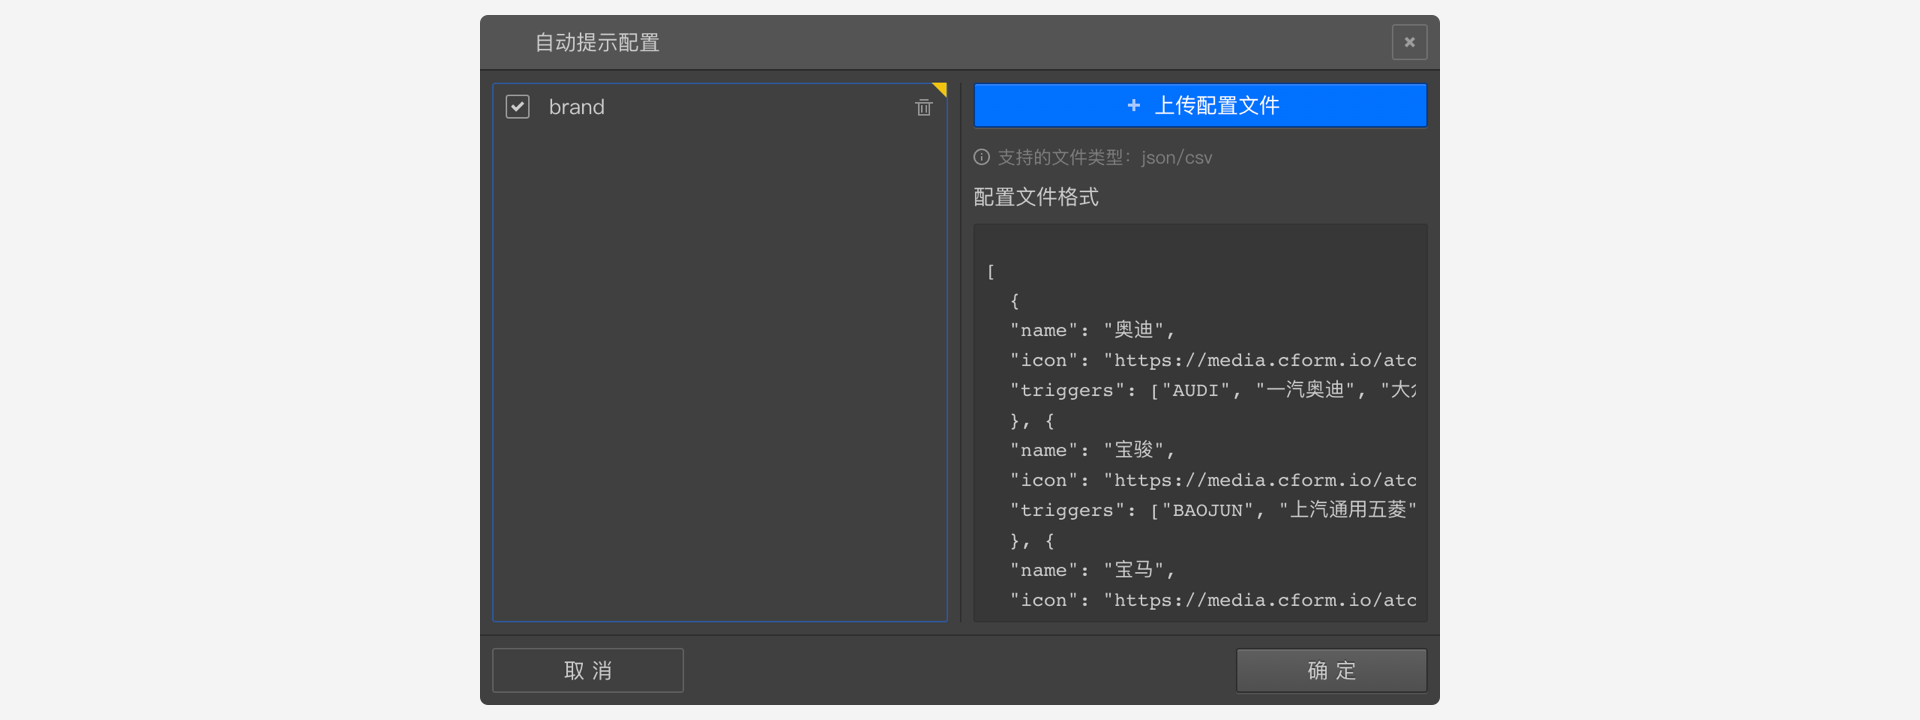 自动提示配置
brand
+ 上传配置文件
支持的文件类型：json/csv
配置文件格式
[
{
"name": "奥迪",
"icon": "https://media.cform.io/atc
"triggers": ["AUDI", "一汽奥迪", "大
}, {
"name": "宝骏",
"icon": "https://media.cform.io/atc
"triggers": ["BAOJUN", "上汽通用五菱"
}, {
"name": "宝马",
"icon": "https://media.cform.io/atc
取 消
确 定